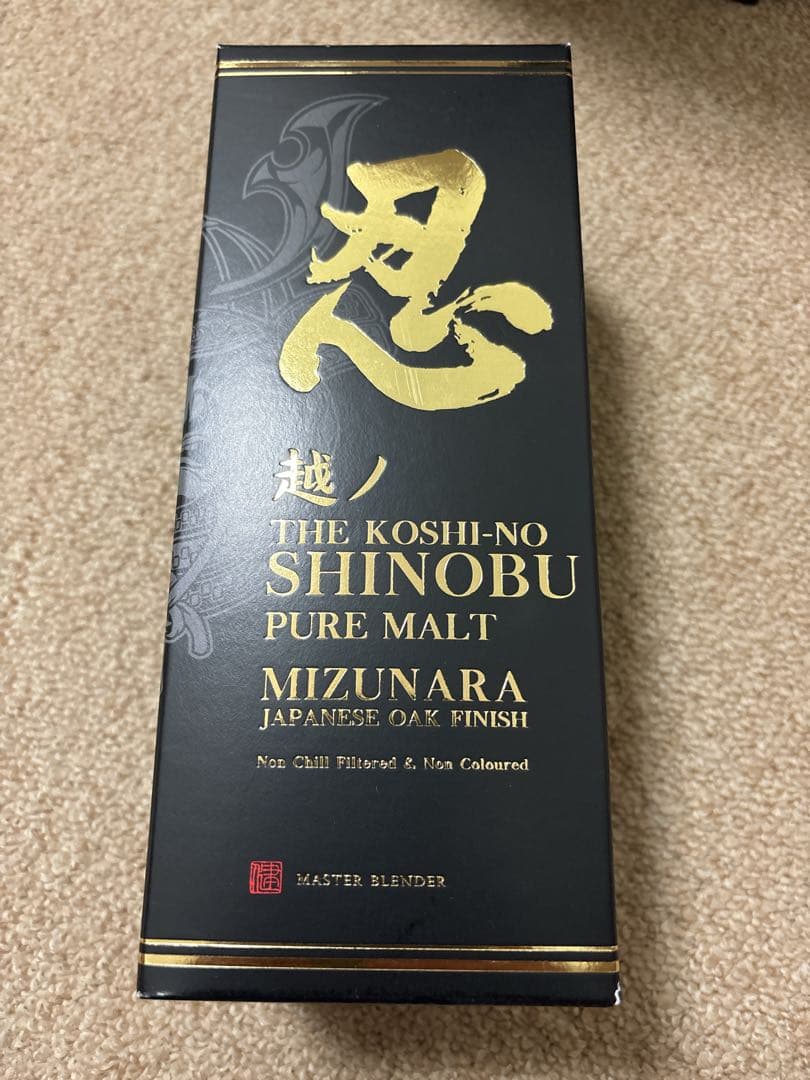 忍
越ノ
THE KOSHI-NO
SHINOBU
PURE MALT
MIZUNARA
JAPANESE OAK FINISH
Non Chill Filtered & Non Coloured
健 MASTER BLENDER